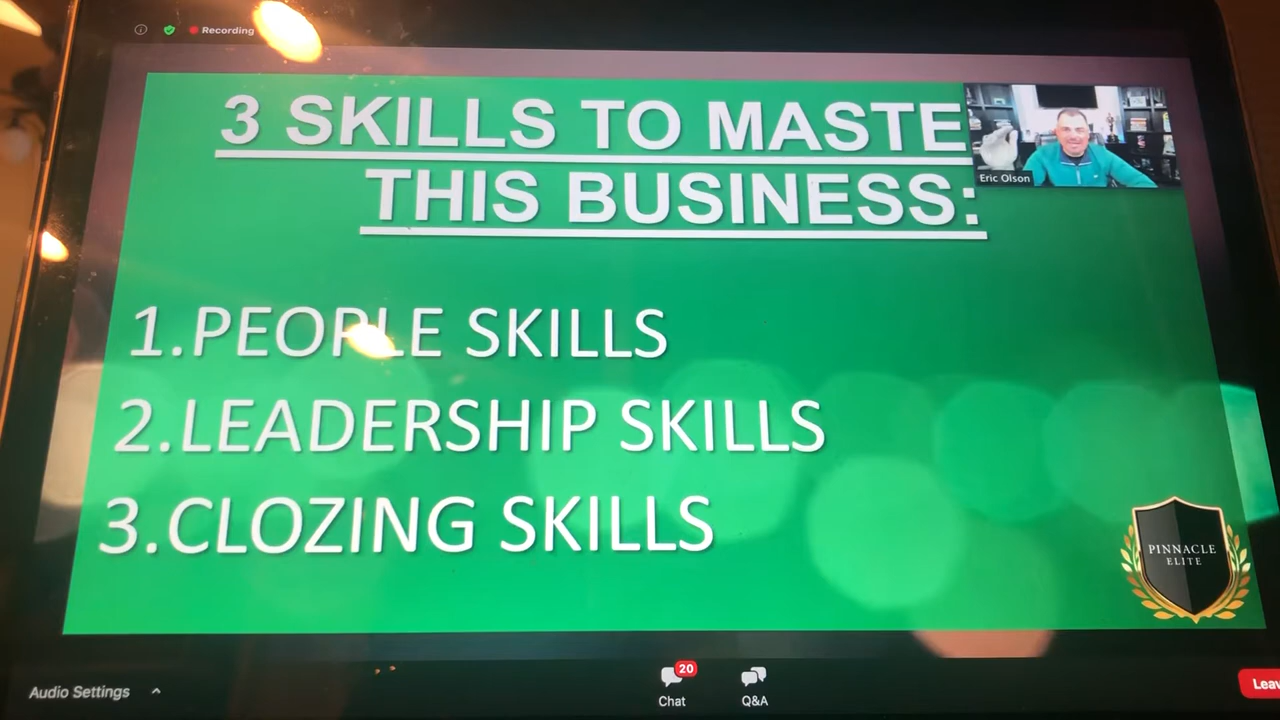 Recording
3 SKILLS TO MASTE
THIS BUSINESS:
Eric Olson
1.PEOPLE SKILLS
2.LEADERSHIP SKILLS
3.CLOZING SKILLS
PINNACLE
ELITE
Audio Settings
20
Chat
Q&A
Leav